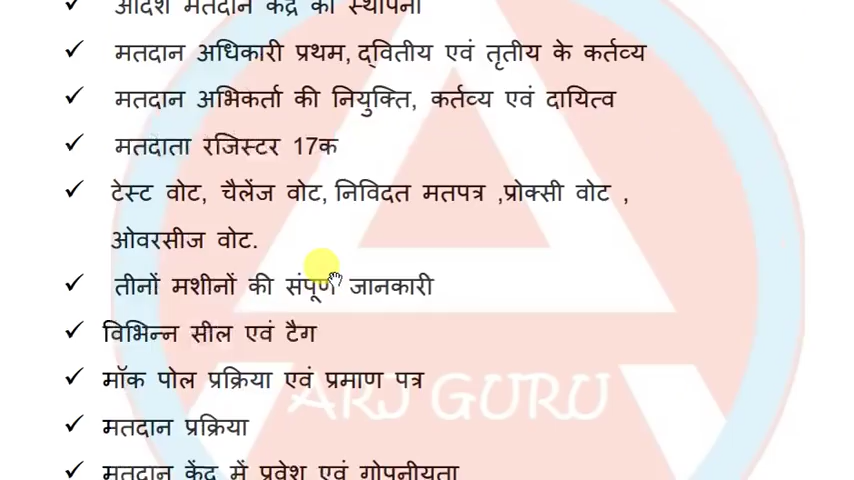 आदर्श मतदान केंद्र की स्थापना
✓ मतदान अधिकारी प्रथम, द्वितीय एवं तृतीय के कर्तव्य
✓ मतदान अभिकर्ता की नियुक्ति, कर्तव्य एवं दायित्व
✓ मतदाता रजिस्टर 17क
✓ टेस्ट वोट, चैलेंज वोट, निविदत मतपत्र ,प्रोक्सी वोट ,
ओवरसीज वोट.
✓ तीनों मशीनों की संपूर्ण जानकारी
✓ विभिन्न सील एवं टैग
✓ मॉक पोल प्रक्रिया एवं प्रमाण पत्र
ARJ GURU
✓ मतदान प्रक्रिया
✓ मतदान केंद्र में प्रवेश एवं गोपनीयता